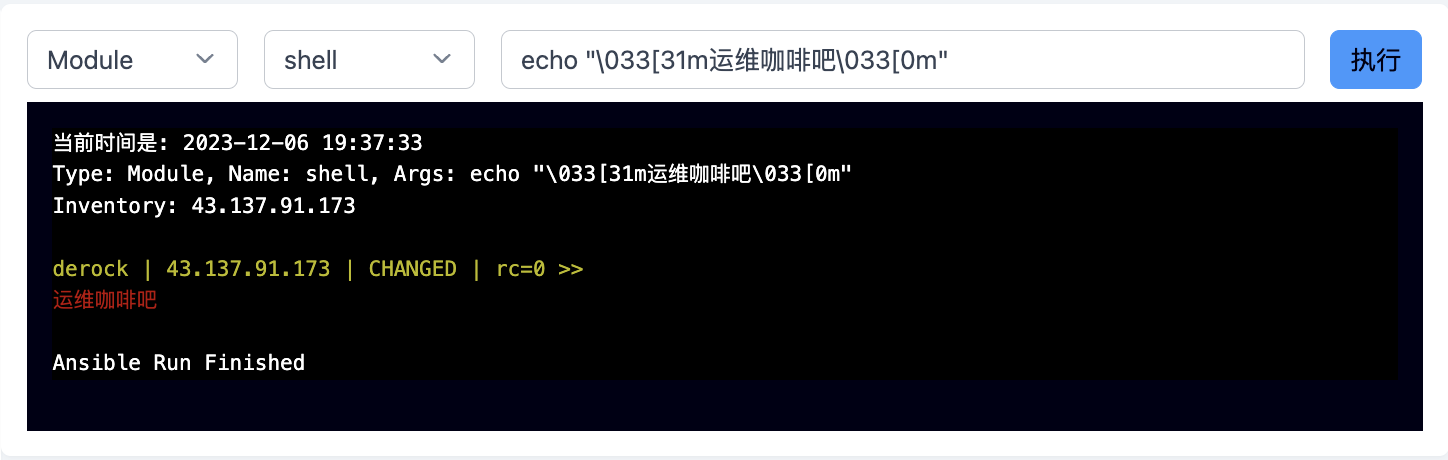 Module shell echo "\033[31m运维咖啡吧\033[0m" 执行
当前时间是: 2023-12-06 19:37:33
Type: Module, Name: shell, Args: echo "\033[31m运维咖啡吧\033[0m"
Inventory: 43.137.91.173
derock | 43.137.91.173 | CHANGED | rc=0 >>
运维咖啡吧
Ansible Run Finished